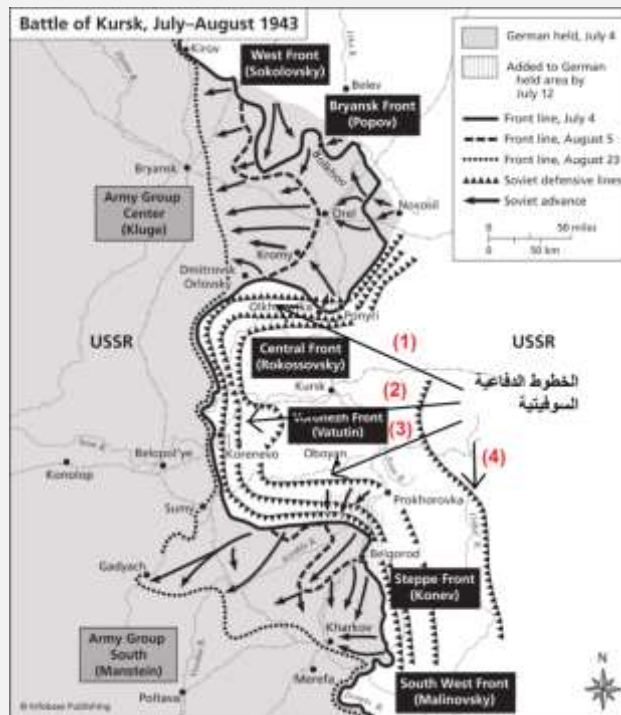 Battle of Kursk, July–August 1943
German held, July 4
Added to German
held area by
July 12
Front line, July 4
Front line, August 5
Front line, August 23
Soviet defensive lines
Soviet advance
0 50 miles
0 50 km
Kirov
West Front
(Sokolovsky)
Belev
Bryansk Front
(Popov)
Bolkhov
Bryansk
Army Group
Center
(Kluge)
Orel
Novosil
Kromy
Dmitrovsk
Orlovsky
Olkhovatka
Ponyri
USSR
(1)
USSR
Central Front
(Rokossovsky)
الخطوط الدفاعية
السوفيتية
Kursk
(2)
Voronezh Front
(Vatutin)
(3)
Korenevo
Oboyan
(4)
Belopol'ye
Konotop
Prokhorovka
Sumy
Belgorod
Gadyach
Steppe Front
(Konev)
Kharkov
Army Group
South
(Manstein)
Merefa
South West Front
(Malinovsky)
N
Poltava
© Infobase Publishing